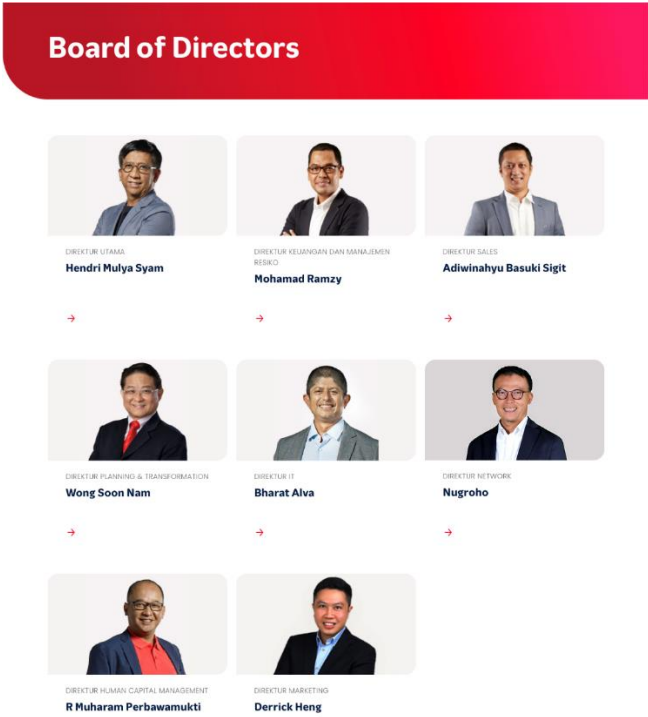 Board of Directors
DIREKTUR UTAMA
Hendri Mulya Syam
DIREKTUR KEUANGAN DAN MANAJEMEN
RESIKO
Mohamad Ramzy
DIREKTUR SALES
Adiwinahyu Basuki Sigit
DIREKTUR PLANNING & TRANSFORMATION
Wong Soon Nam
DIREKTUR IT
Bharat Alva
DIREKTUR NETWORK
Nugroho
DIREKTUR HUMAN CAPITAL MANAGEMENT
R Muharam Perbawamukti
DIREKTUR MARKETING
Derrick Heng